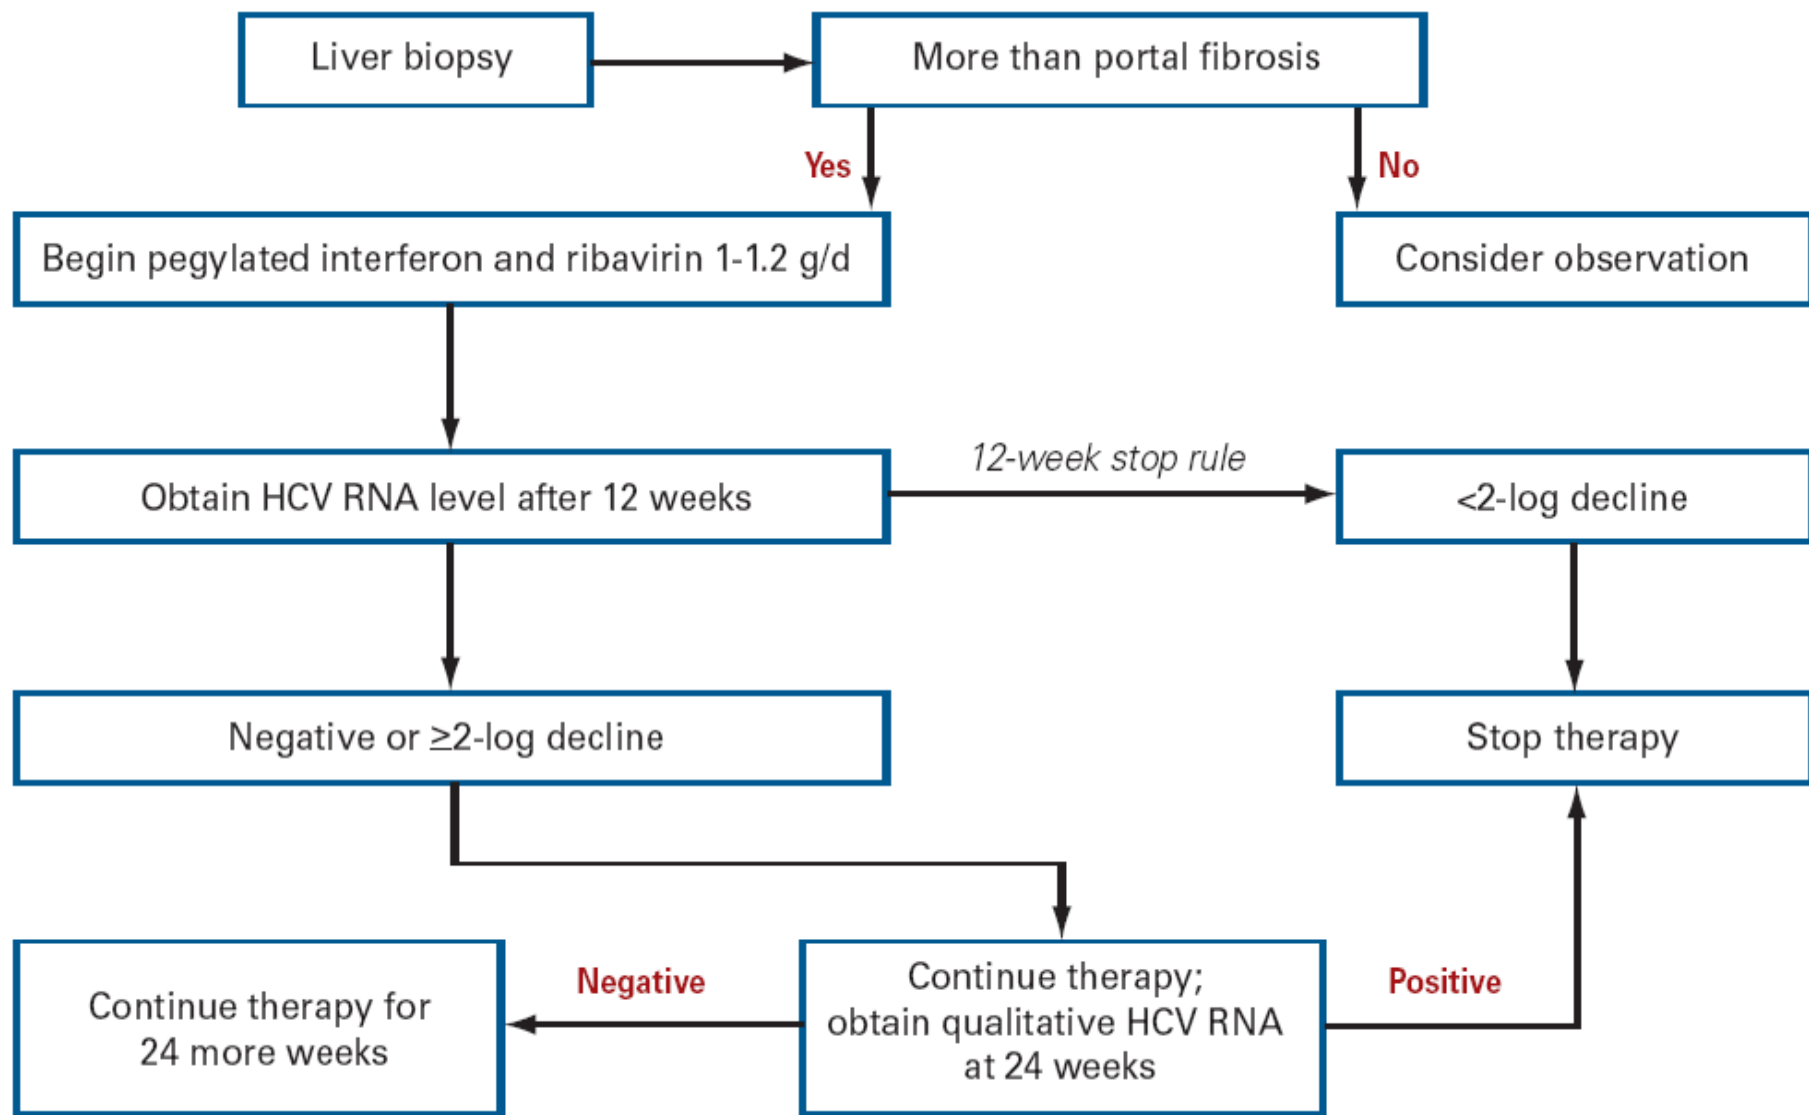 Liver biopsy
More than portal fibrosis
Yes
No
Begin pegylated interferon and ribavirin 1-1.2 g/d
Consider observation
Obtain HCV RNA level after 12 weeks
12-week stop rule
<2-log decline
Negative or ≥2-log decline
Stop therapy
Continue therapy for
24 more weeks
Negative
Continue therapy;
obtain qualitative HCV RNA
at 24 weeks
Positive